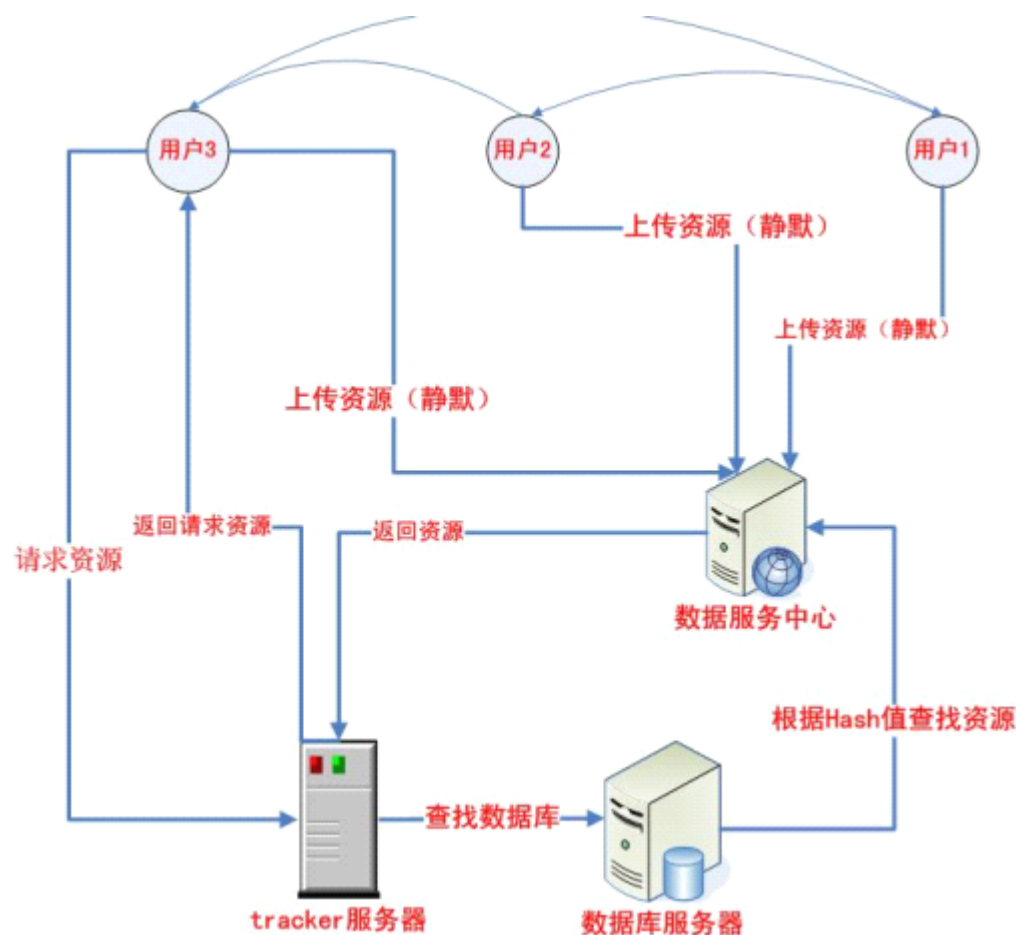 用户3
用户2
用户1
上传资源（静默）
上传资源（静默）
上传资源（静默）
返回请求资源
返回资源
请求资源
数据服务中心
根据Hash值查找资源
查找数据库
tracker服务器
数据库服务器